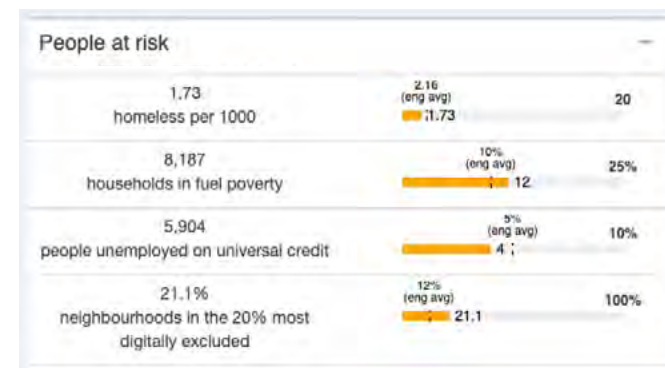 People at risk
1.73
homeless per 1000
2.16
(eng avg)
1.73
20
8,187
households in fuel poverty
10%
(eng avg)
12
25%
5,904
people unemployed on universal credit
5%
(eng avg)
4
10%
21.1%
neighbourhoods in the 20% most
digitally excluded
12%
(eng avg)
21.1
100%